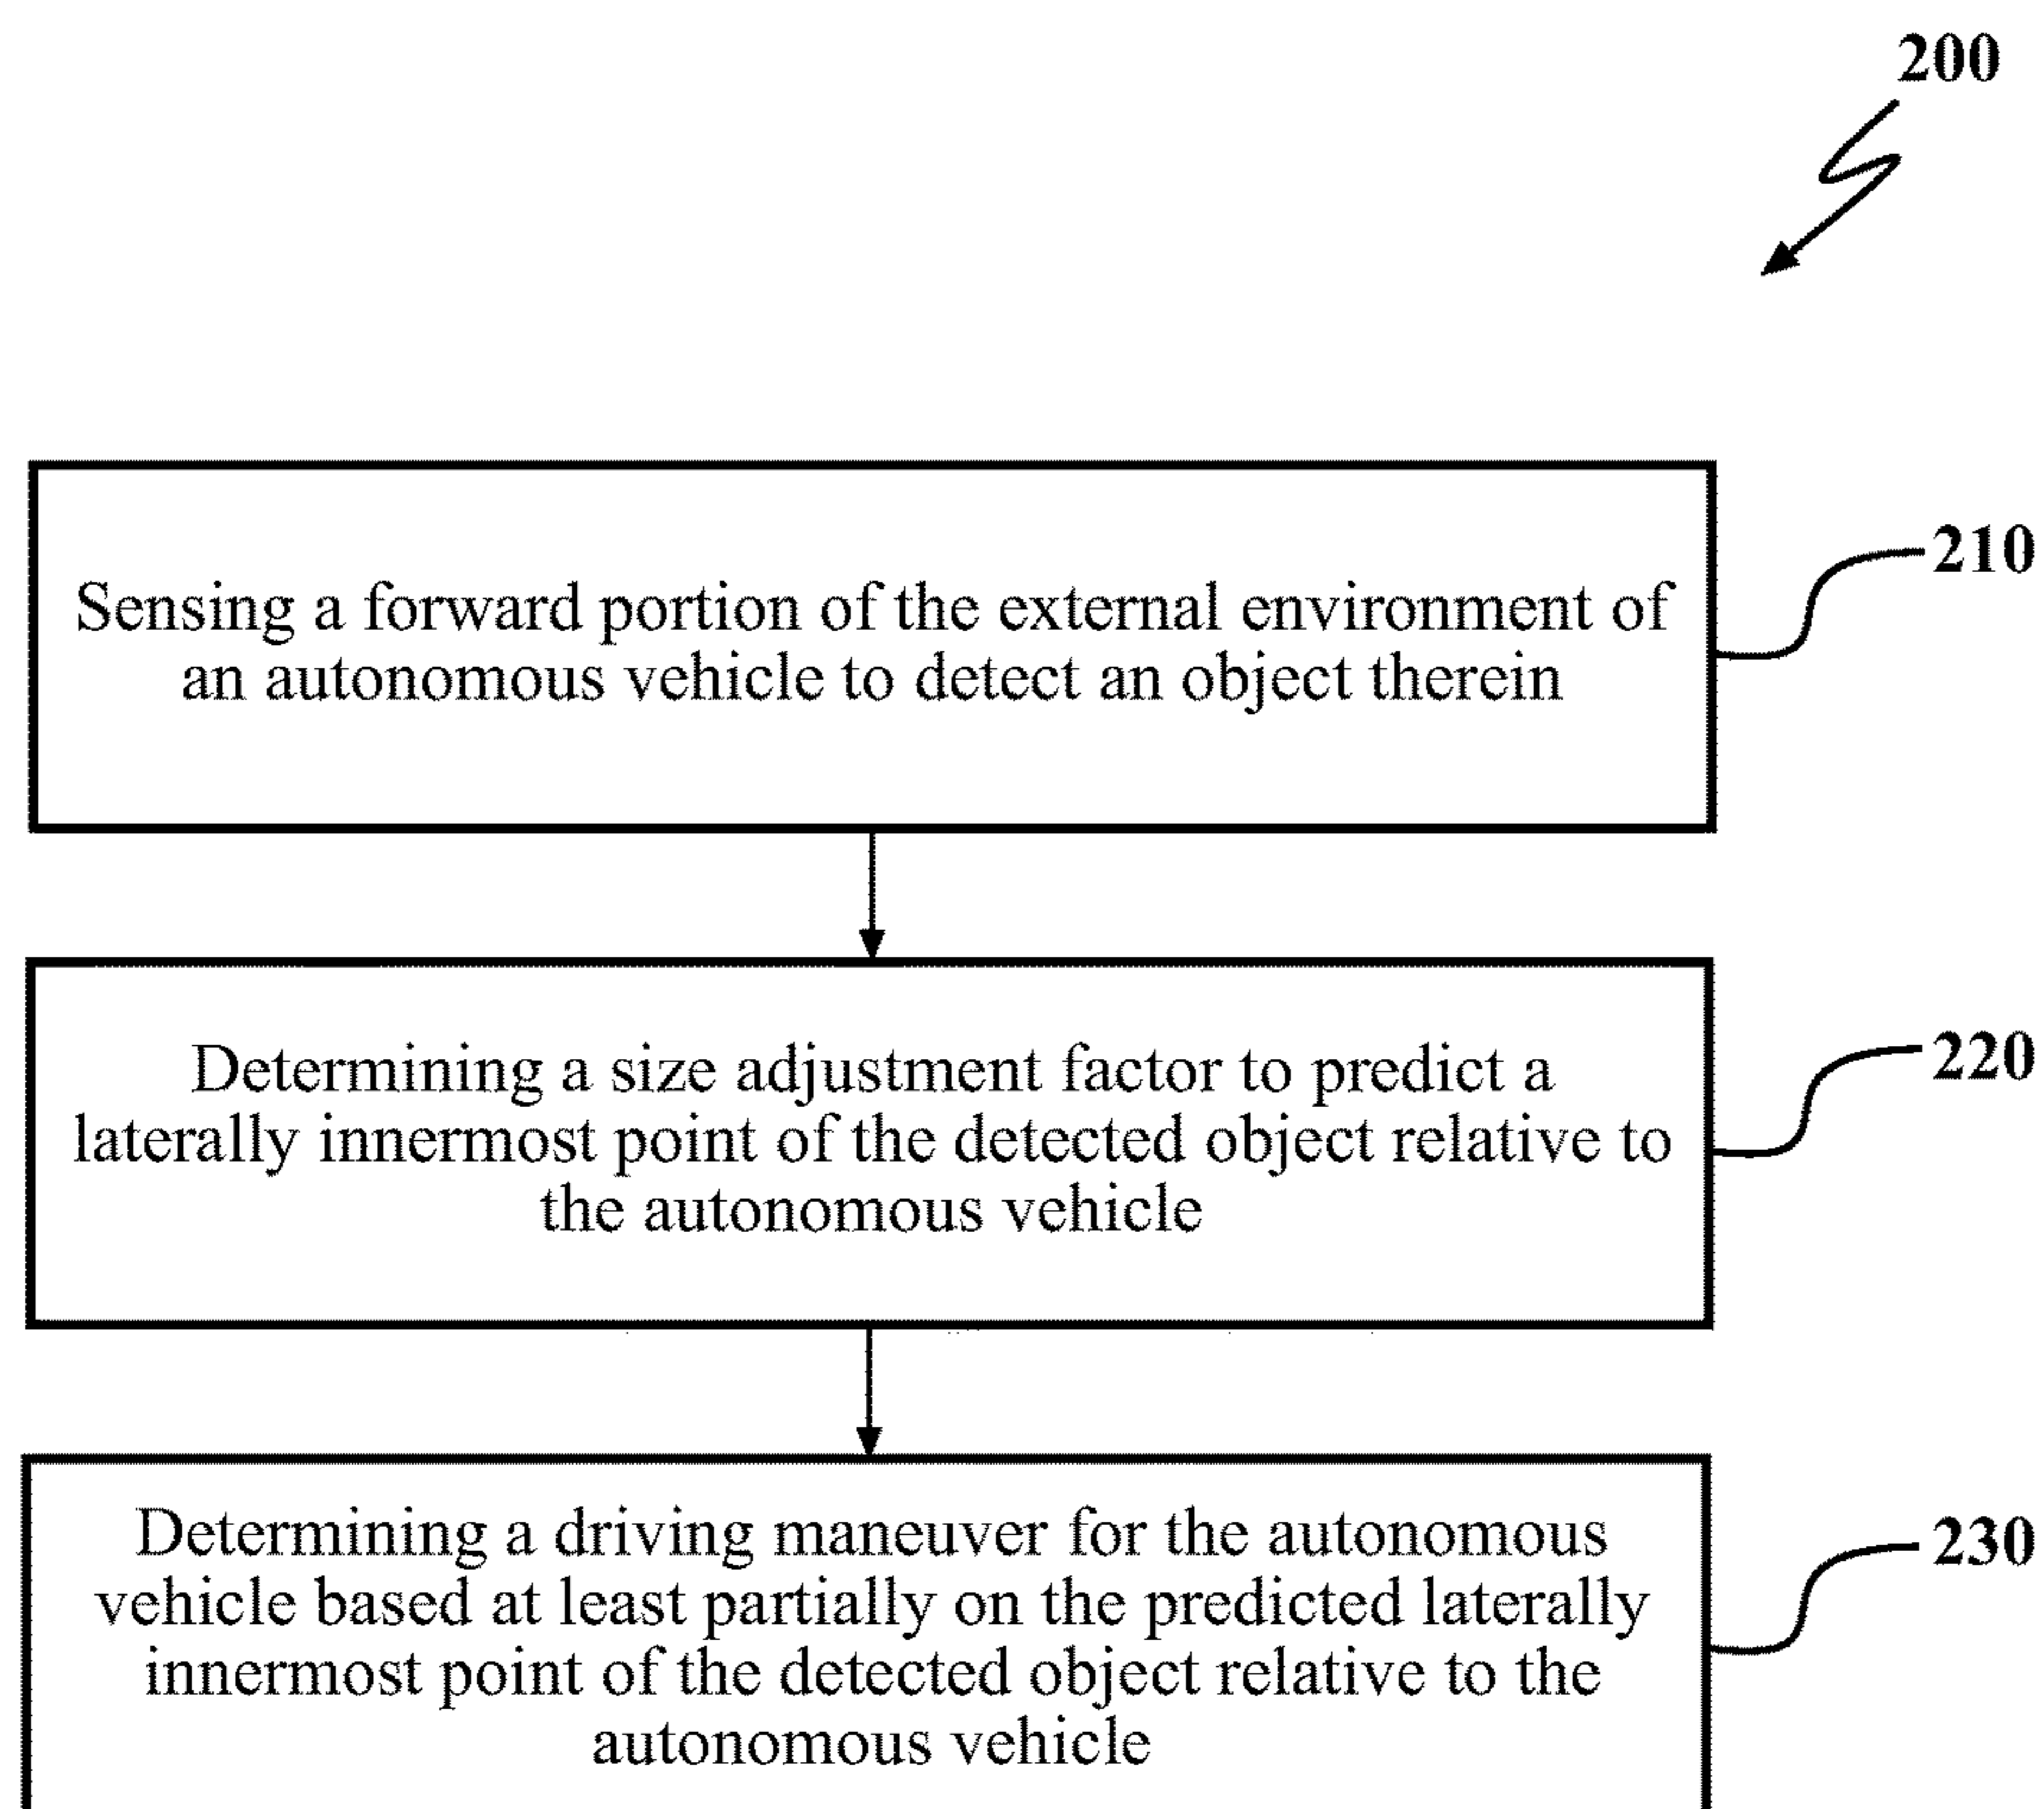 200
Sensing a forward portion of the external environment of
an autonomous vehicle to detect an object therein
210
Determining a size adjustment factor to predict a
laterally innermost point of the detected object relative to
the autonomous vehicle
220
Determining a driving maneuver for the autonomous
vehicle based at least partially on the predicted laterally
innermost point of the detected object relative to the
autonomous vehicle
230